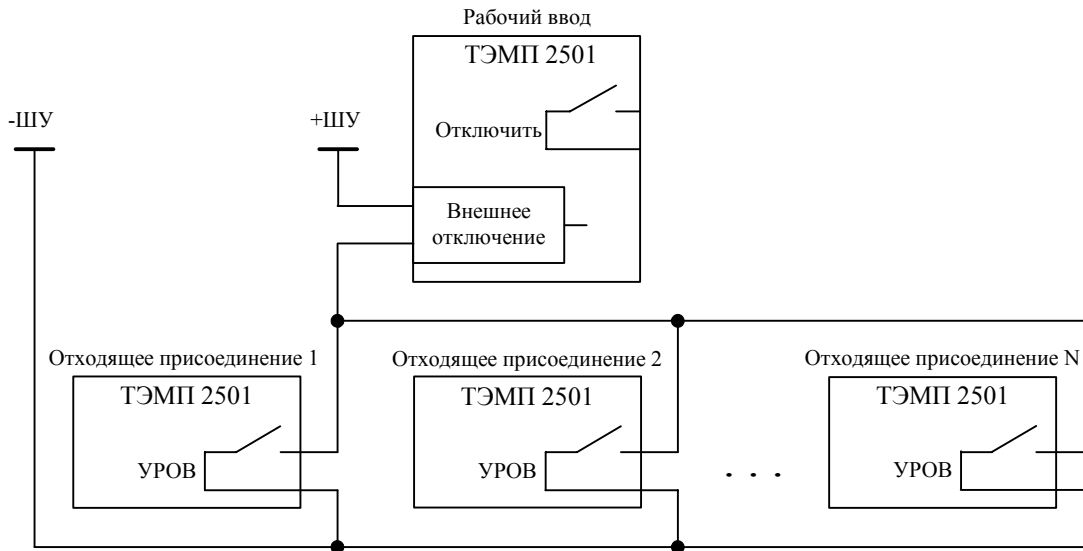 Рабочий ввод
ТЭМП 2501
-ШУ
+ШУ
Отключить
Внешнее
отключение
Отходящее присоединение 1
Отходящее присоединение 2
Отходящее присоединение N
ТЭМП 2501
ТЭМП 2501
ТЭМП 2501
УРОВ
УРОВ
. . .
УРОВ